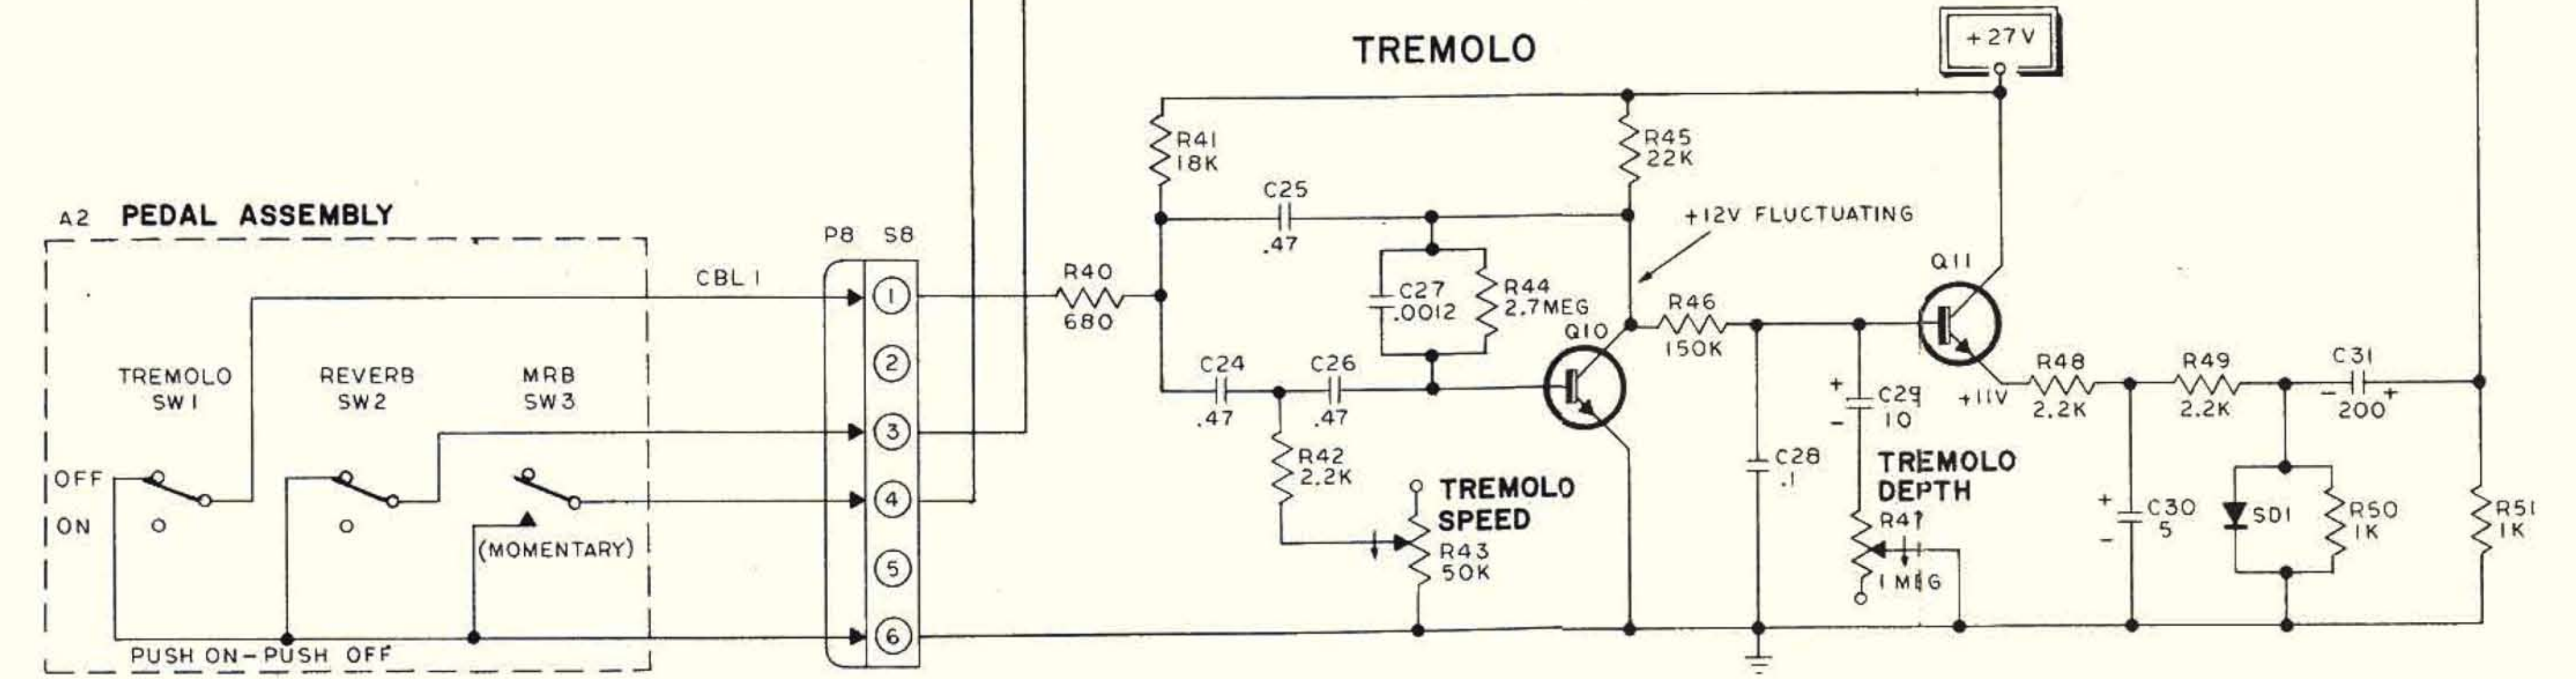 TREMOLO
+27V
R41
18K
R45
22K
C25
.47
+12V FLUCTUATING
A2 PEDAL ASSEMBLY
P8 S8
CBL 1
R40
680
C27
.0012
R44
2.7MEG
Q10
R46
150K
Q11
TREMOLO
SW1
REVERB
SW2
MRB
SW3
1
2
3
4
5
6
C24
.47
C26
.47
+
C29
10
-
+11V
R48
2.2K
R49
2.2K
C31
- +
200
OFF
ON
(MOMENTARY)
PUSH ON-PUSH OFF
R42
2.2K
TREMOLO
SPEED
R43
50K
C28
.1
TREMOLO
DEPTH
R47
1 MEG
+
C30
5
-
SD1
R50
1K
R51
1K